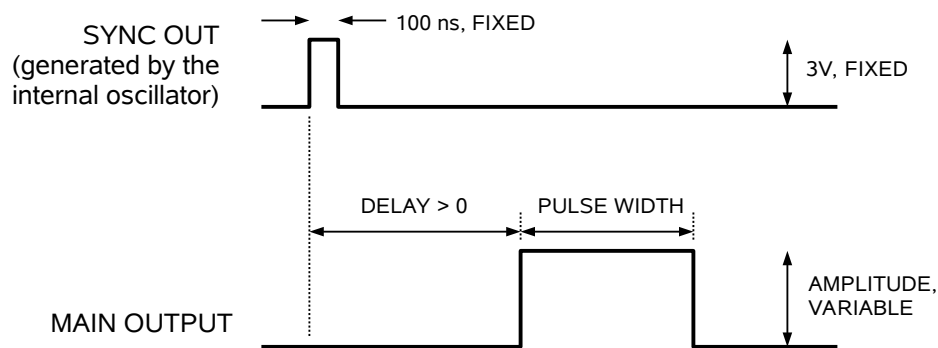 100 ns, FIXED
SYNC OUT
(generated by the
internal oscillator)
3V, FIXED
DELAY > 0
PULSE WIDTH
AMPLITUDE,
VARIABLE
MAIN OUTPUT